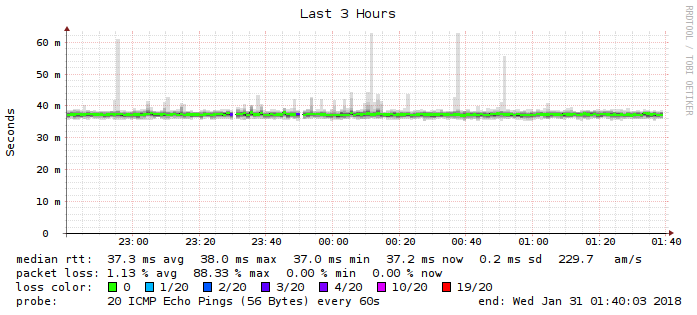 Last 3 Hours
RRDTOOL / TOBI OETIKER
Seconds
60 m
50 m
40 m
30 m
20 m
10 m
0
23:00 23:20 23:40 00:00 00:20 00:40 01:00 01:20 01:40
median rtt: 37.3 ms avg 38.0 ms max 37.0 ms min 37.2 ms now 0.2 ms sd 229.7 am/s
packet loss: 1.13 % avg 88.33 % max 0.00 % min 0.00 % now
loss color: 0 1/20 2/20 3/20 4/20 10/20 19/20
probe: 20 ICMP Echo Pings (56 Bytes) every 60s end: Wed Jan 31 01:40:03 2018